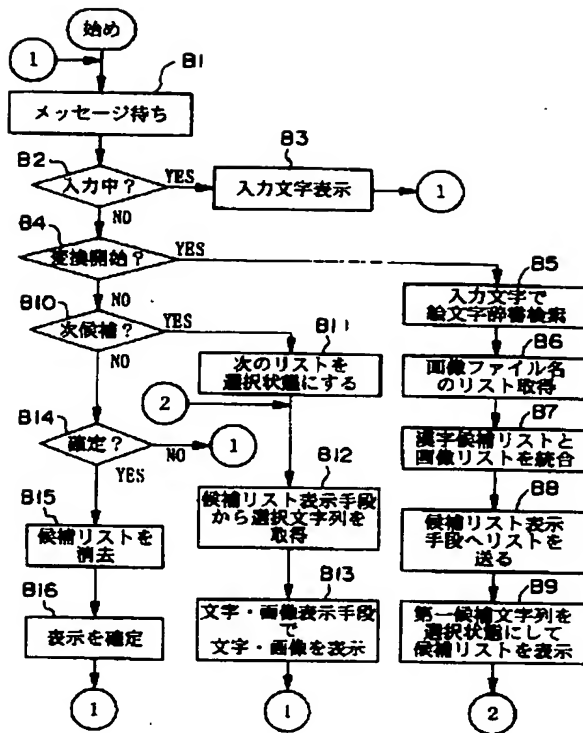 始め
1
B1
メッセージ待ち
B2
入力中?
YES
NO
B3
入力文字表示
1
B4
変換開始?
YES
NO
B5
入力文字で
絵文字辞書検索
B6
画像ファイル名
のリスト取得
B7
漢字候補リストと
画像リストを統合
B8
候補リスト表示
手段へリストを
送る
B9
第一候補文字列を
選択状態にして
候補リストを表示
2
B10
次候補?
YES
NO
B11
次のリストを
選択状態にする
2
B12
候補リスト表示手段
から選択文字列を
取得
B13
文字・画像表示手段
で
文字・画像を表示
1
B14
確定?
NO
1
YES
B15
候補リストを
消去
B16
表示を確定
1